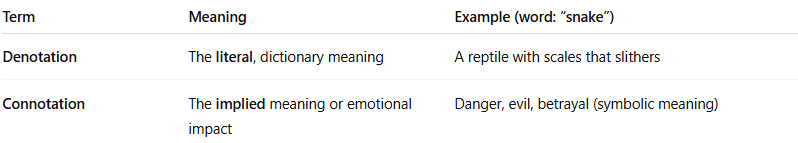 Term Meaning Example (word: “snake”)
Denotation The literal, dictionary meaning A reptile with scales that slithers
Connotation The implied meaning or emotional Danger, evil, betrayal (symbolic meaning)
impact